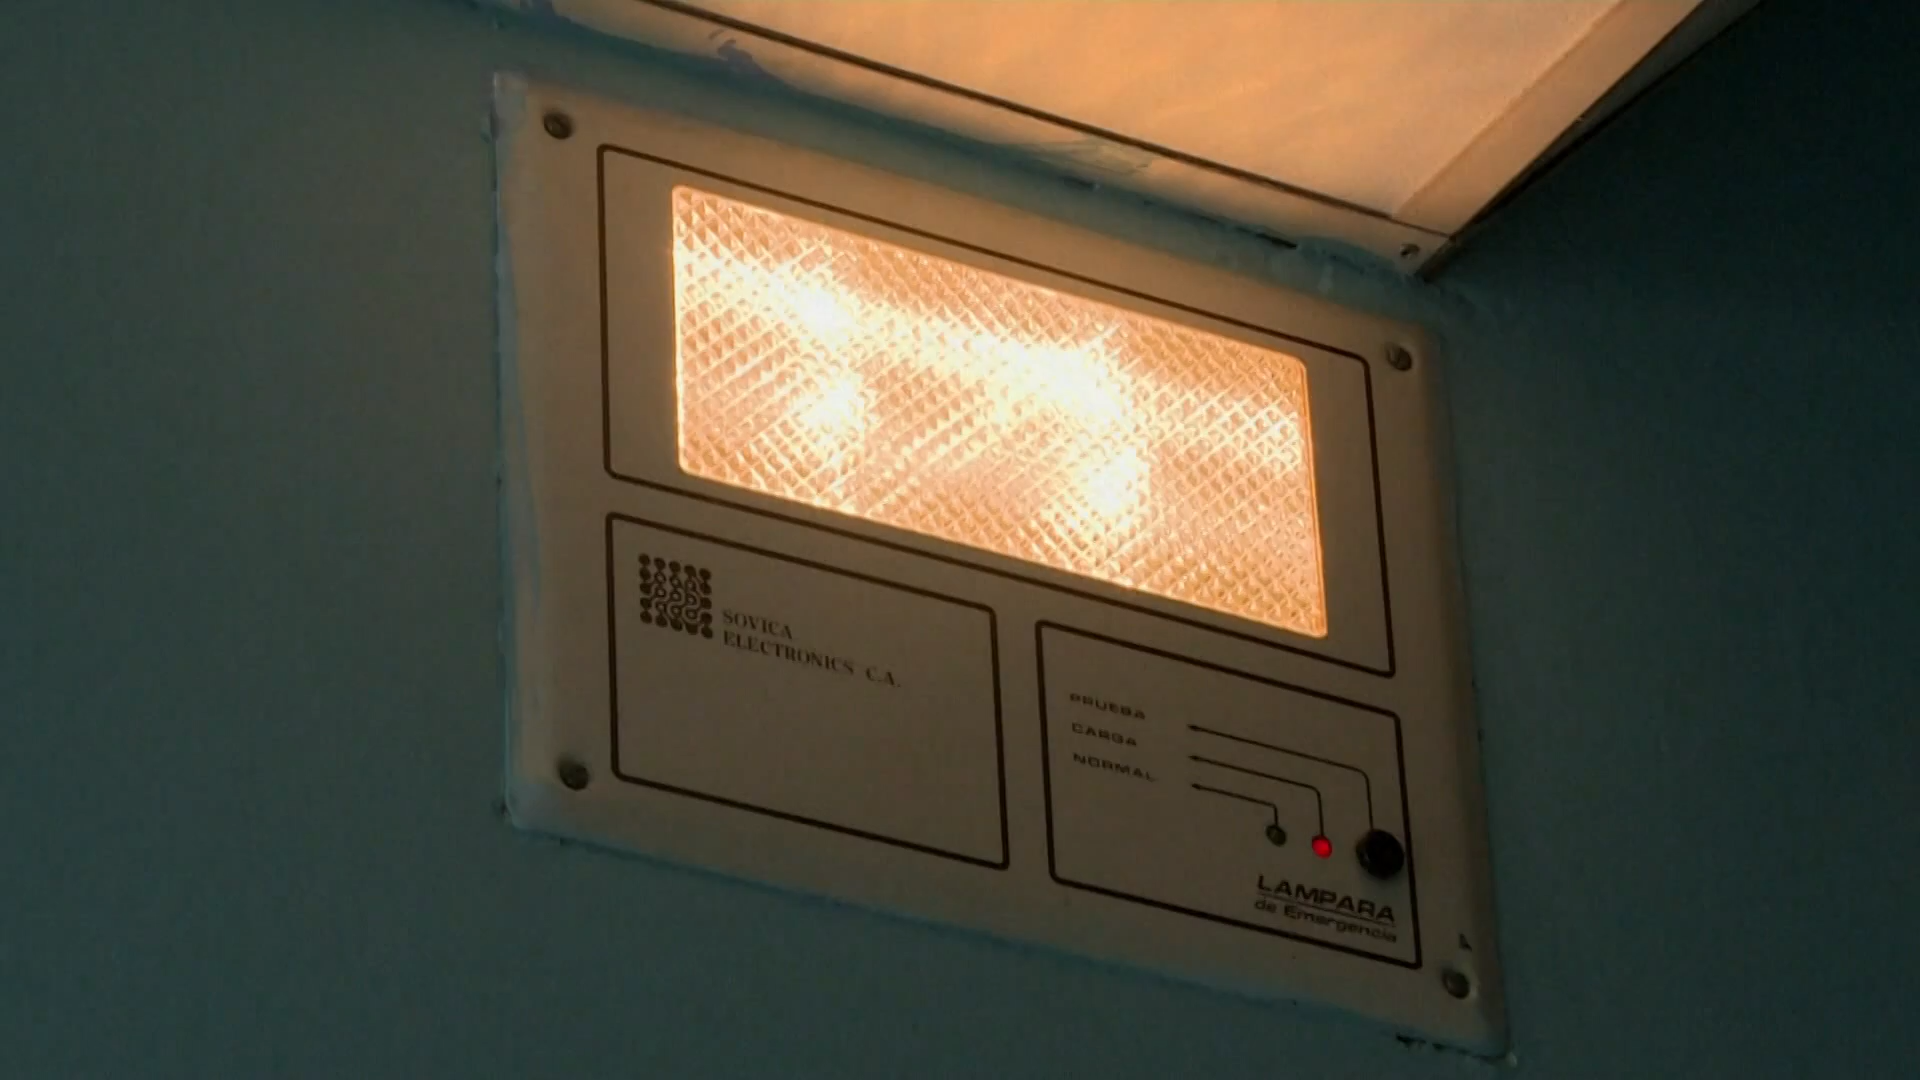 SOVICA
ELECTRONICS C.A.
PRUEBA
CARGA
NORMAL
LAMPARA
de Emergencia